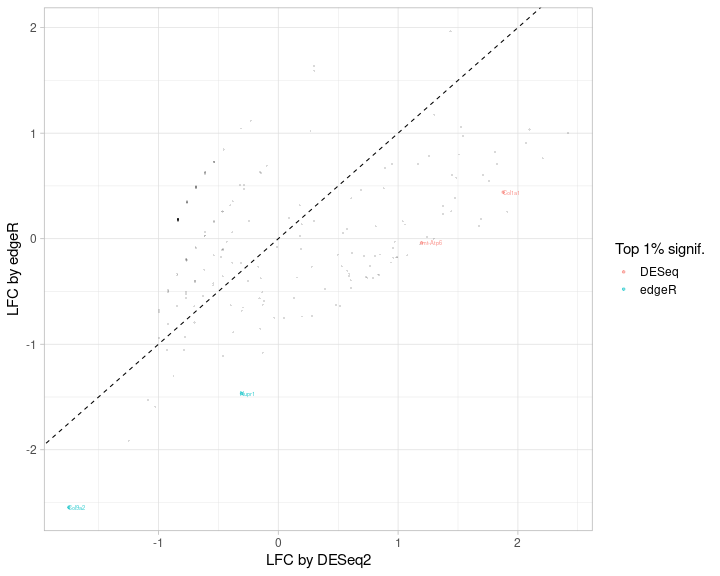 2
1
0
-1
-2
-1
0
1
2
LFC by edgeR
LFC by DESeq2
Top 1% signif.
DESeq
edgeR